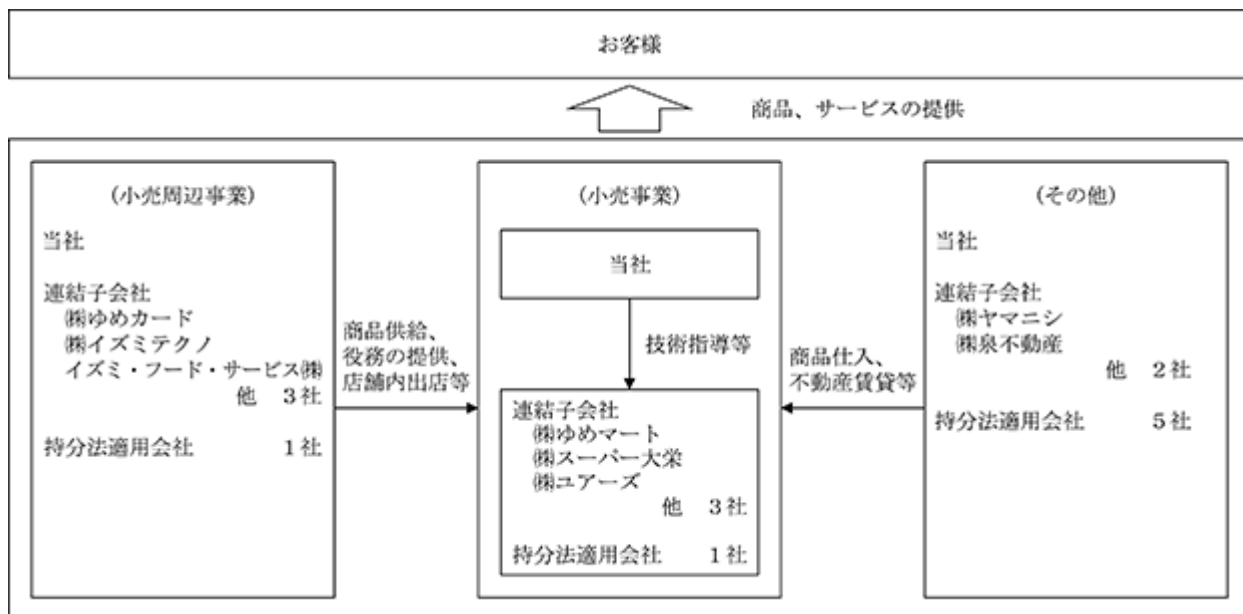 お客様
商品、サービスの提供
(小売周辺事業)
当社
連結子会社
㈱ゆめカード
㈱イズミテクノ
イズミ・フード・サービス㈱
他 3社
持分法適用会社 1社
商品供給、
役務の提供、
店舗内出店等
(小売事業)
当社
技術指導等
連結子会社
㈱ゆめマート
㈱スーパー大栄
㈱ユアーズ
他 3社
持分法適用会社 1社
商品仕入、
不動産賃貸等
(その他)
当社
連結子会社
㈱ヤマニシ
㈱泉不動産
他 2社
持分法適用会社 5社